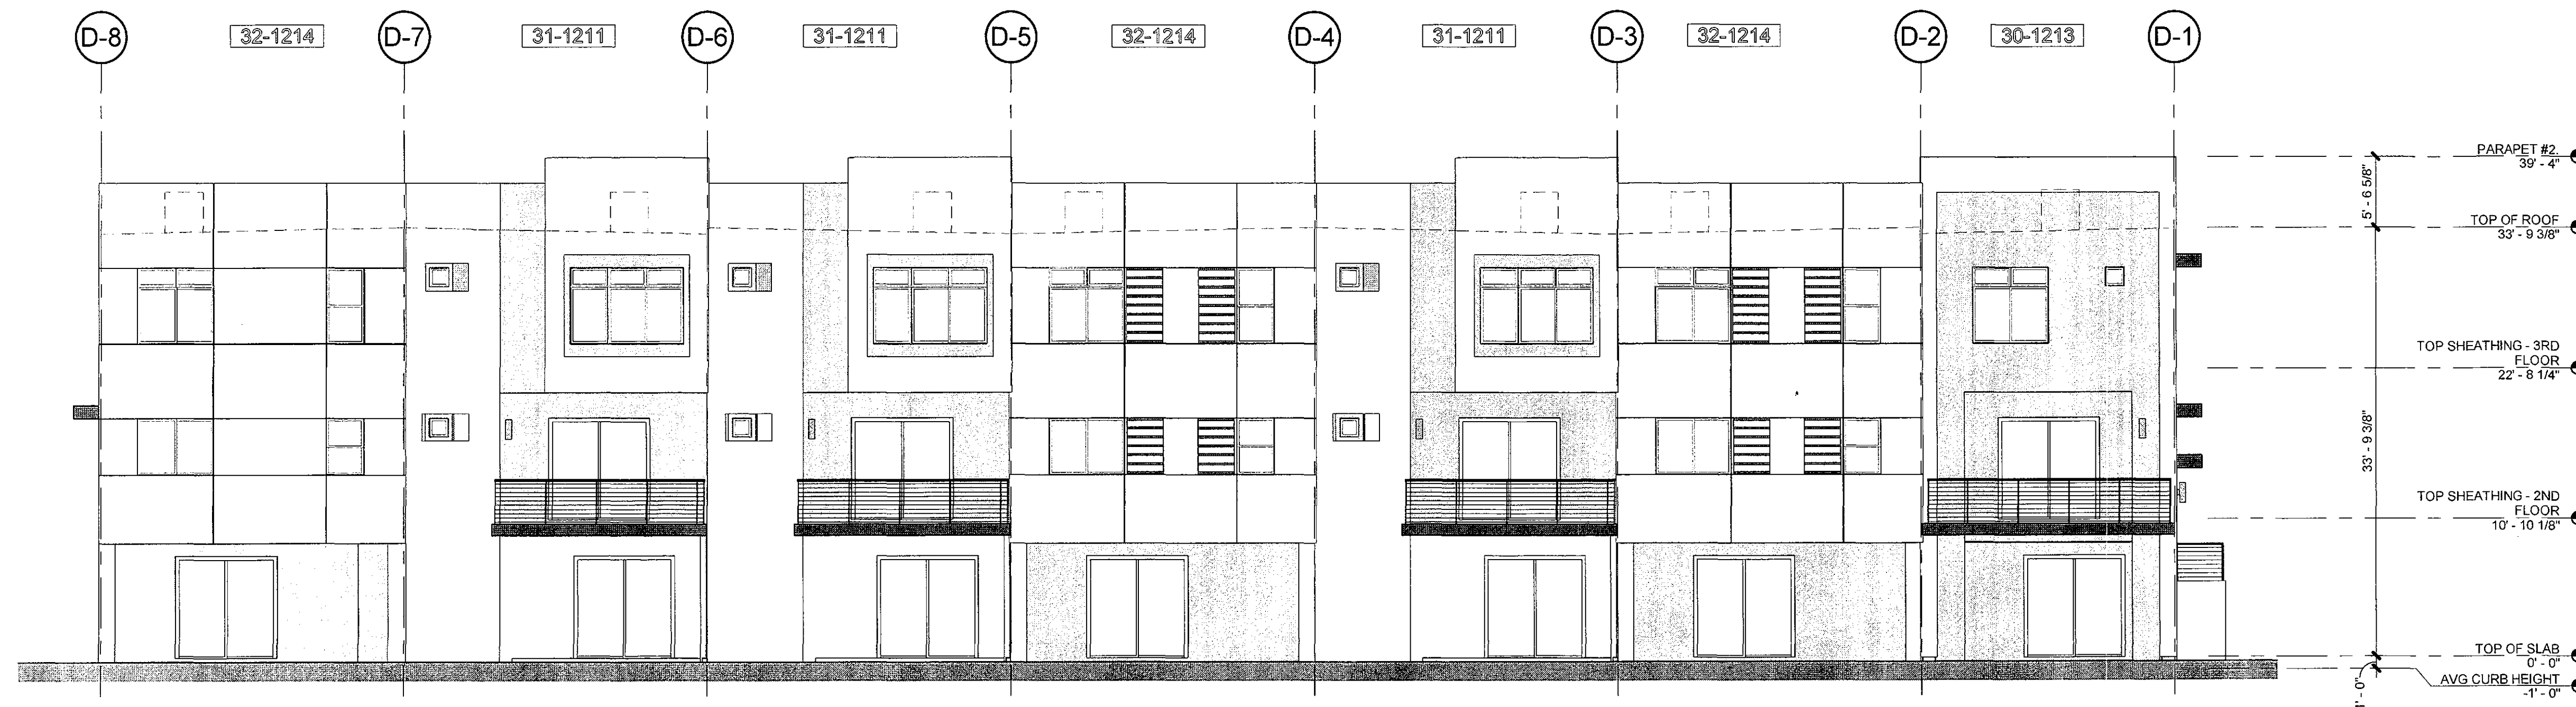 D-8
32-1214
D-7
31-1211
D-6
31-1211
D-5
32-1214
D-4
31-1211
D-3
32-1214
D-2
30-1213
D-1
PARAPET #2.
39' - 4"
5' - 6 5/8"
TOP OF ROOF
33' - 9 3/8"
TOP SHEATHING - 3RD
FLOOR
22' - 8 1/4"
33' - 9 3/8"
TOP SHEATHING - 2ND
FLOOR
10' - 10 1/8"
TOP OF SLAB
0' - 0"
AVG CURB HEIGHT
-1' - 0"
1' - 0"